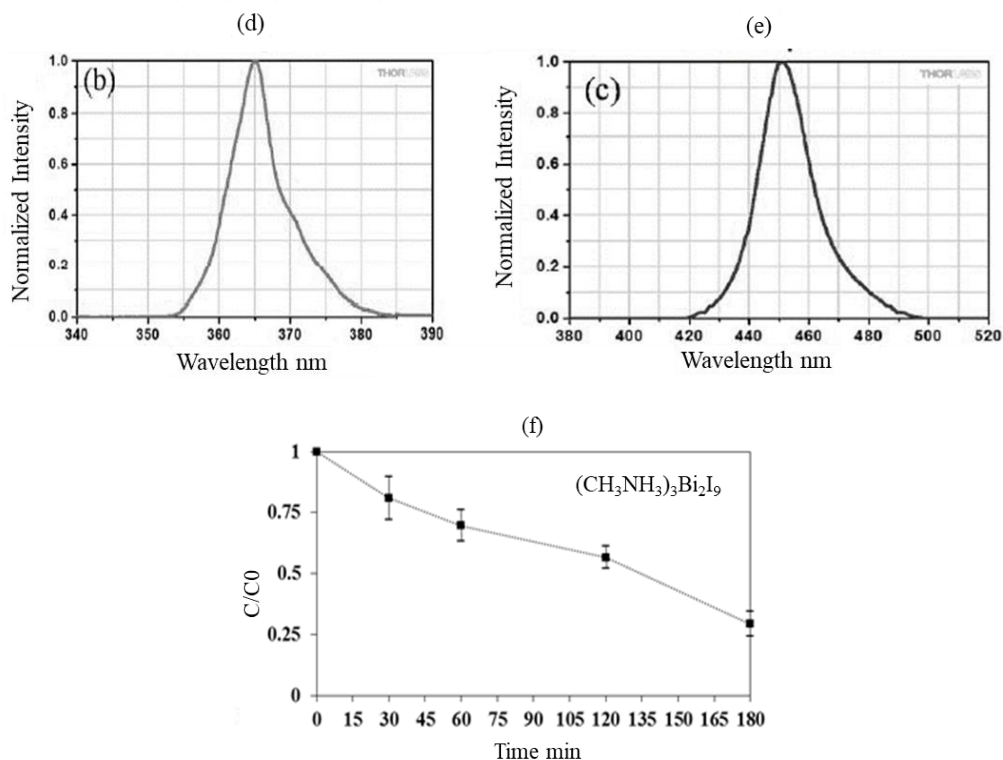 (d)
(e)
(b)
THORLABS
1.0
0.8
0.6
0.4
0.2
0.0
340 350 360 370 380 390
Normalized Intensity
Wavelength nm
(c)
THORLABS
1.0
0.8
0.6
0.4
0.2
0.0
380 400 420 440 460 480 500 520
Normalized Intensity
Wavelength nm
(f)
(CH₃NH₃)₃Bi₂I₉
1
0.75
0.5
0.25
0
C/C0
0 15 30 45 60 75 90 105 120 135 150 165 180
Time min